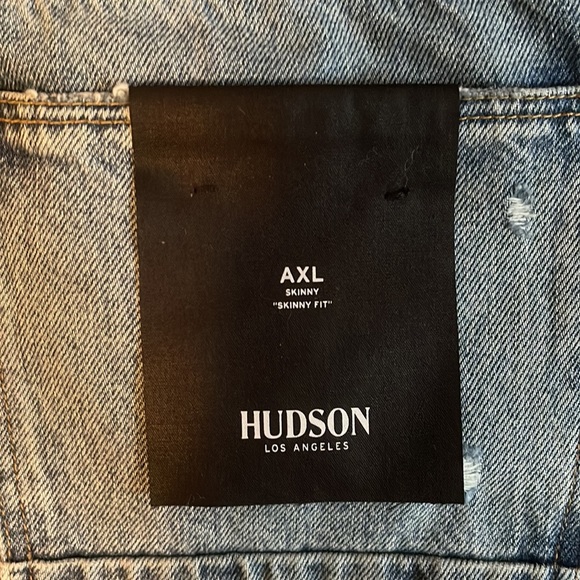 AXL
SKINNY
"SKINNY FIT"
HUDSON
LOS ANGELES